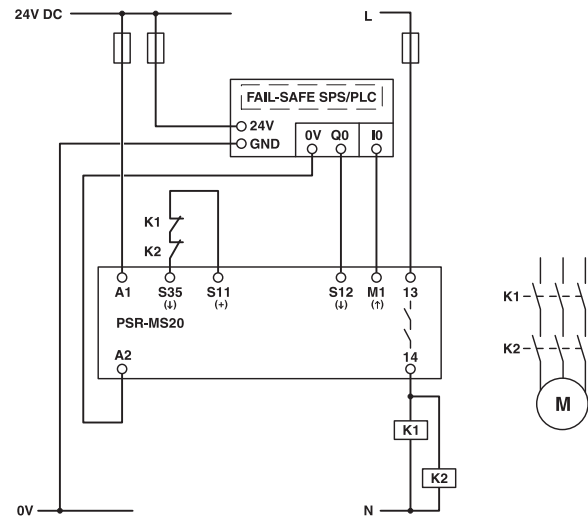 24V DC
L
FAIL-SAFE SPS/PLC
24V
GND
0V Q0 I0
K1
K2
A1 S35 S11 S12 M1 13
(↓) (+) (↓) (↑)
PSR-MS20
A2 14
K1
K2
K1
K2
M
0V N